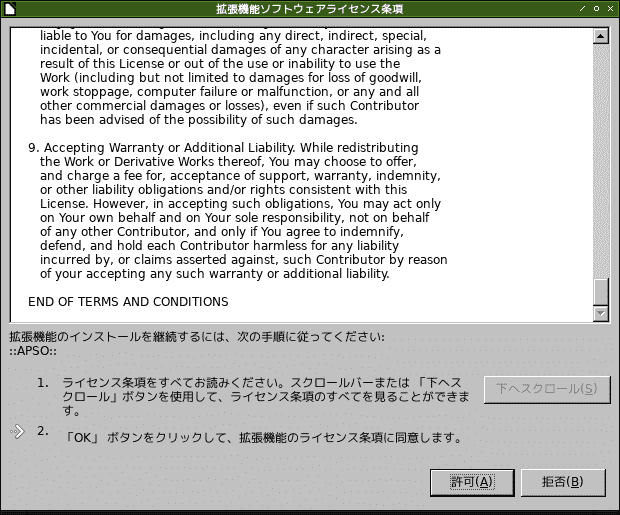 拡張機能ソフトウェアライセンス条項
liable to You for damages, including any direct, indirect, special,
incidental, or consequential damages of any character arising as a
result of this License or out of the use or inability to use the
Work (including but not limited to damages for loss of goodwill,
work stoppage, computer failure or malfunction, or any and all
other commercial damages or losses), even if such Contributor
has been advised of the possibility of such damages.
9. Accepting Warranty or Additional Liability. While redistributing
the Work or Derivative Works thereof, You may choose to offer,
and charge a fee for, acceptance of support, warranty, indemnity,
or other liability obligations and/or rights consistent with this
License. However, in accepting such obligations, You may act only
on Your own behalf and on Your sole responsibility, not on behalf
of any other Contributor, and only if You agree to indemnify,
defend, and hold each Contributor harmless for any liability
incurred by, or claims asserted against, such Contributor by reason
of your accepting any such warranty or additional liability.
END OF TERMS AND CONDITIONS
拡張機能のインストールを継続するには、次の手順に従ってください:
::APSO::
1. ライセンス条項をすべてお読みください。スクロールバーまたは 「下へス
クロール」ボタンを使用して、ライセンス条項のすべてを見ることができま
す。
下へスクロール(S)
2. 「OK」 ボタンをクリックして、拡張機能のライセンス条項に同意します。
許可(A)
拒否(B)